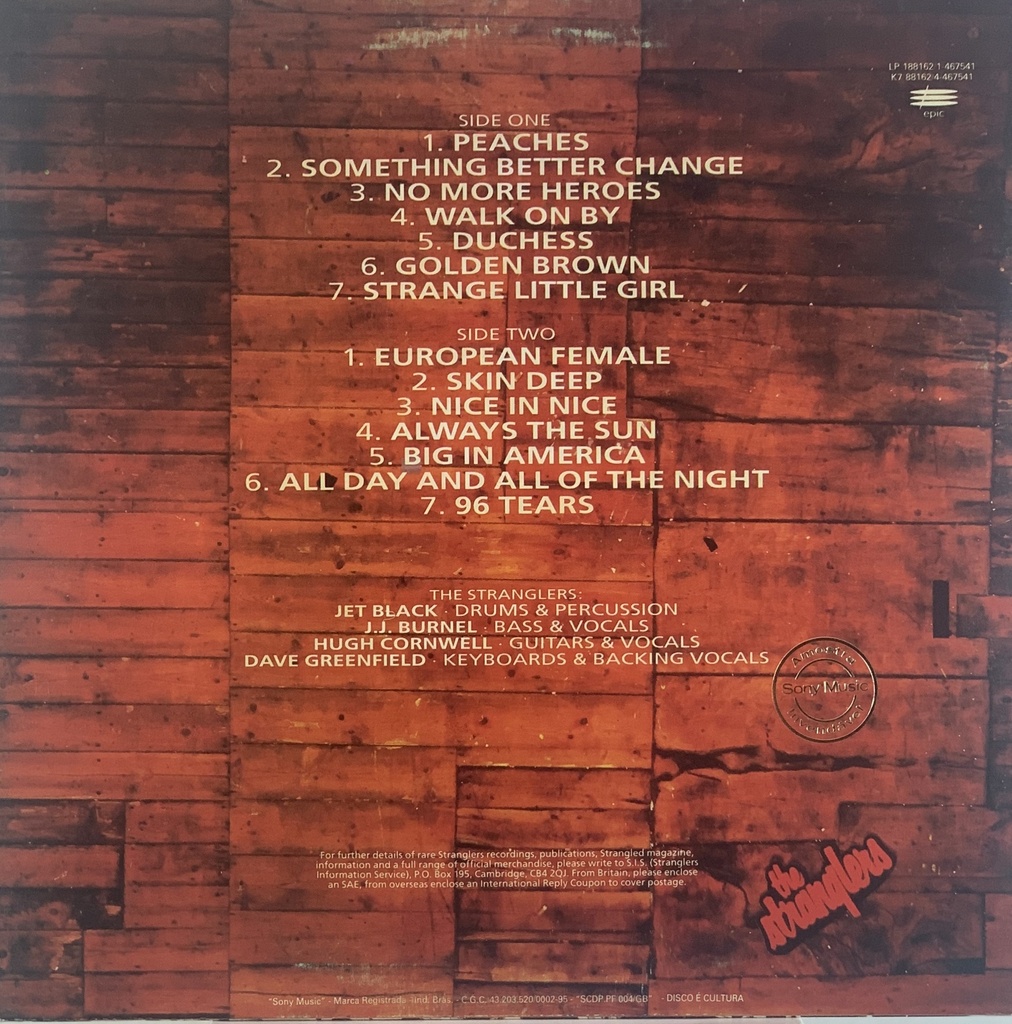 LP 188162 1-467541
K7 88162-4-467541
epic
SIDE ONE
1. PEACHES
2. SOMETHING BETTER CHANGE
3. NO MORE HEROES
4. WALK ON BY
5. DUCHESS
6. GOLDEN BROWN
7. STRANGE LITTLE GIRL
SIDE TWO
1. EUROPEAN FEMALE
2. SKIN DEEP
3. NICE IN NICE
4. ALWAYS THE SUN
5. BIG IN AMERICA
6. ALL DAY AND ALL OF THE NIGHT
7. 96 TEARS
THE STRANGLERS:
JET BLACK · DRUMS & PERCUSSION
J.J. BURNEL · BASS & VOCALS
HUGH CORNWELL · GUITARS & VOCALS
DAVE GREENFIELD · KEYBOARDS & BACKING VOCALS
Amostra
Sony Music
Invendável
For further details of rare Stranglers recordings, publications, Strangled magazine,
information and a full range of official merchandise, please write to S.I.S. (Stranglers
Information Service), P.O. Box 195, Cambridge, CB4 2QJ. From Britain, please enclose
an SAE, from overseas enclose an International Reply Coupon to cover postage.
the
stranglers
"Sony Music" - Marca Registrada - Ind. Bras. - C.G.C. 43.203.520/0002-95 - "SCDP PF 004/GB" - DISCO É CULTURA